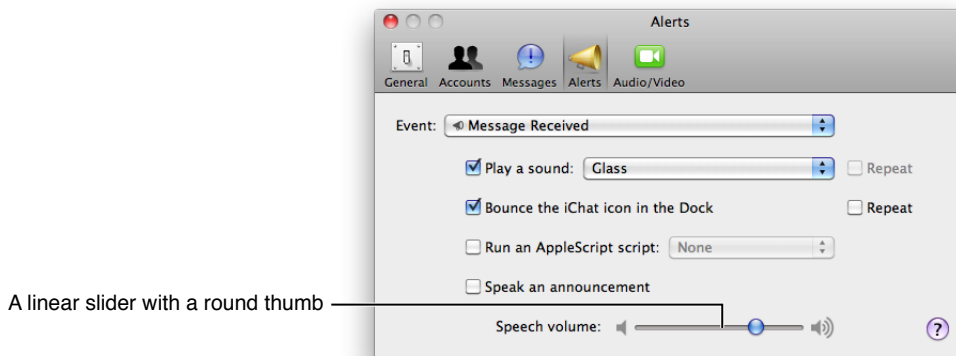 Alerts
General Accounts Messages Alerts Audio/Video
Event: Message Received
Play a sound: Glass Repeat
Bounce the iChat icon in the Dock Repeat
Run an AppleScript script: None
Speak an announcement
A linear slider with a round thumb
Speech volume: ?